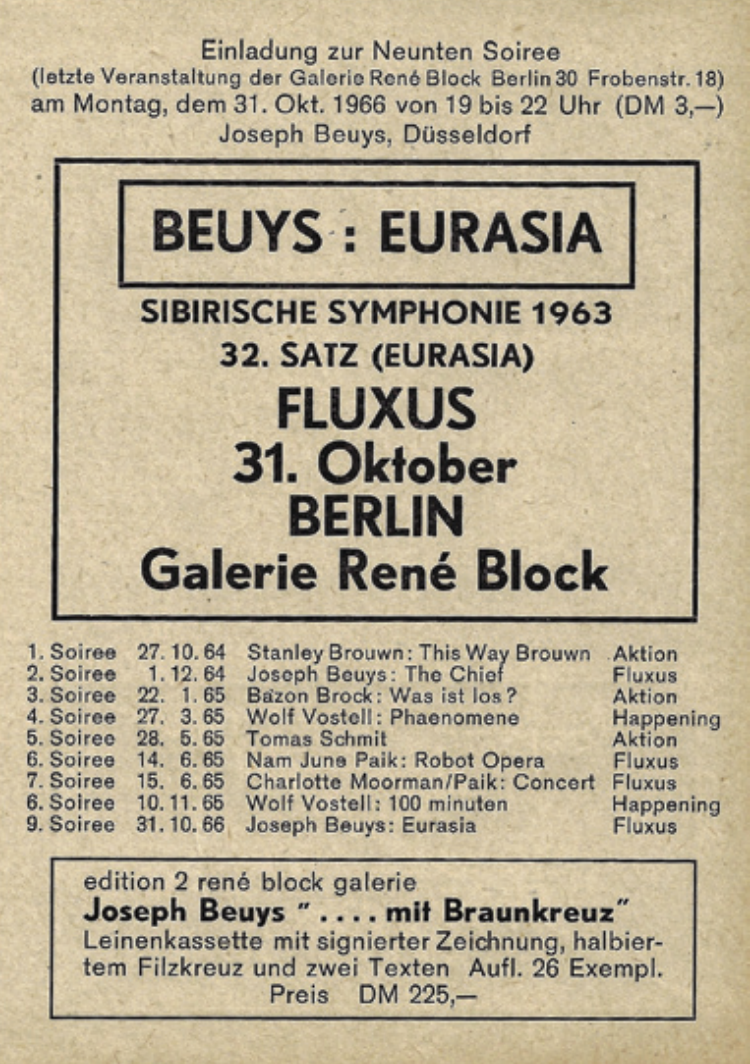 Einladung zur Neunten Soiree
(letzte Veranstaltung der Galerie René Block Berlin 30 Frobenstr. 18)
am Montag, dem 31. Okt. 1966 von 19 bis 22 Uhr (DM 3,—)
Joseph Beuys, Düsseldorf
BEUYS : EURASIA
SIBIRISCHE SYMPHONIE 1963
32. SATZ (EURASIA)
FLUXUS
31. Oktober
BERLIN
Galerie René Block
1. Soiree 27. 10. 64 Stanley Brouwn: This Way Brouwn Aktion
2. Soiree 1. 12. 64 Joseph Beuys: The Chief Fluxus
3. Soiree 22. 1. 65 Bazon Brock: Was ist los? Aktion
4. Soiree 27. 3. 65 Wolf Vostell: Phaenomene Happening
5. Soiree 28. 5. 65 Tomas Schmit Aktion
6. Soiree 14. 6. 65 Nam June Paik: Robot Opera Fluxus
7. Soiree 15. 6. 65 Charlotte Moorman/Paik: Concert Fluxus
6. Soiree 10. 11. 65 Wolf Vostell: 100 minuten Happening
9. Soiree 31. 10. 66 Joseph Beuys: Eurasia Fluxus
edition 2 rené block galerie
Joseph Beuys " . . . . mit Braunkreuz"
Leinenkassette mit signierter Zeichnung, halbier-
tem Filzkreuz und zwei Texten Aufl. 26 Exempl.
Preis DM 225,—